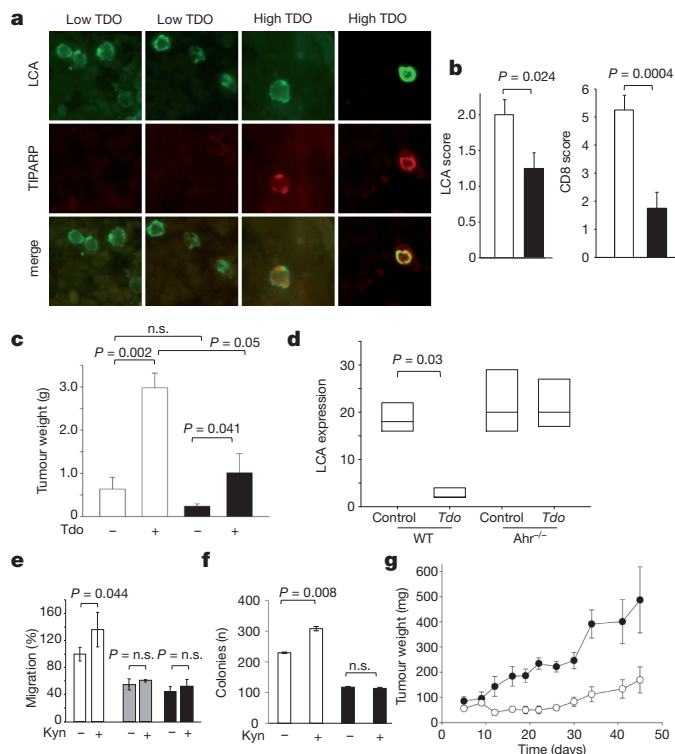 a
Low TDO Low TDO High TDO High TDO
LCA
TIPARP
merge
b
P = 0.024
LCA score
2.0
1.5
1.0
0.5
0
P = 0.0004
CD8 score
6
5
4
3
2
1
0
c
n.s.
P = 0.002
P = 0.05
P = 0.041
Tumour weight (g)
3.0
2.0
1.0
0
Tdo – + – +
d
P = 0.03
LCA expression
30
20
10
0
Control Tdo Control Tdo
WT Ahr–/–
e
P = 0.044
P = n.s. P = n.s.
Migration (%)
160
120
80
40
0
Kyn – + – + – +
f
P = 0.008
n.s.
Colonies (n)
400
300
200
100
0
Kyn – + – +
g
Tumour weight (mg)
600
500
400
300
200
100
0
0 10 20 30 40 50
Time (days)